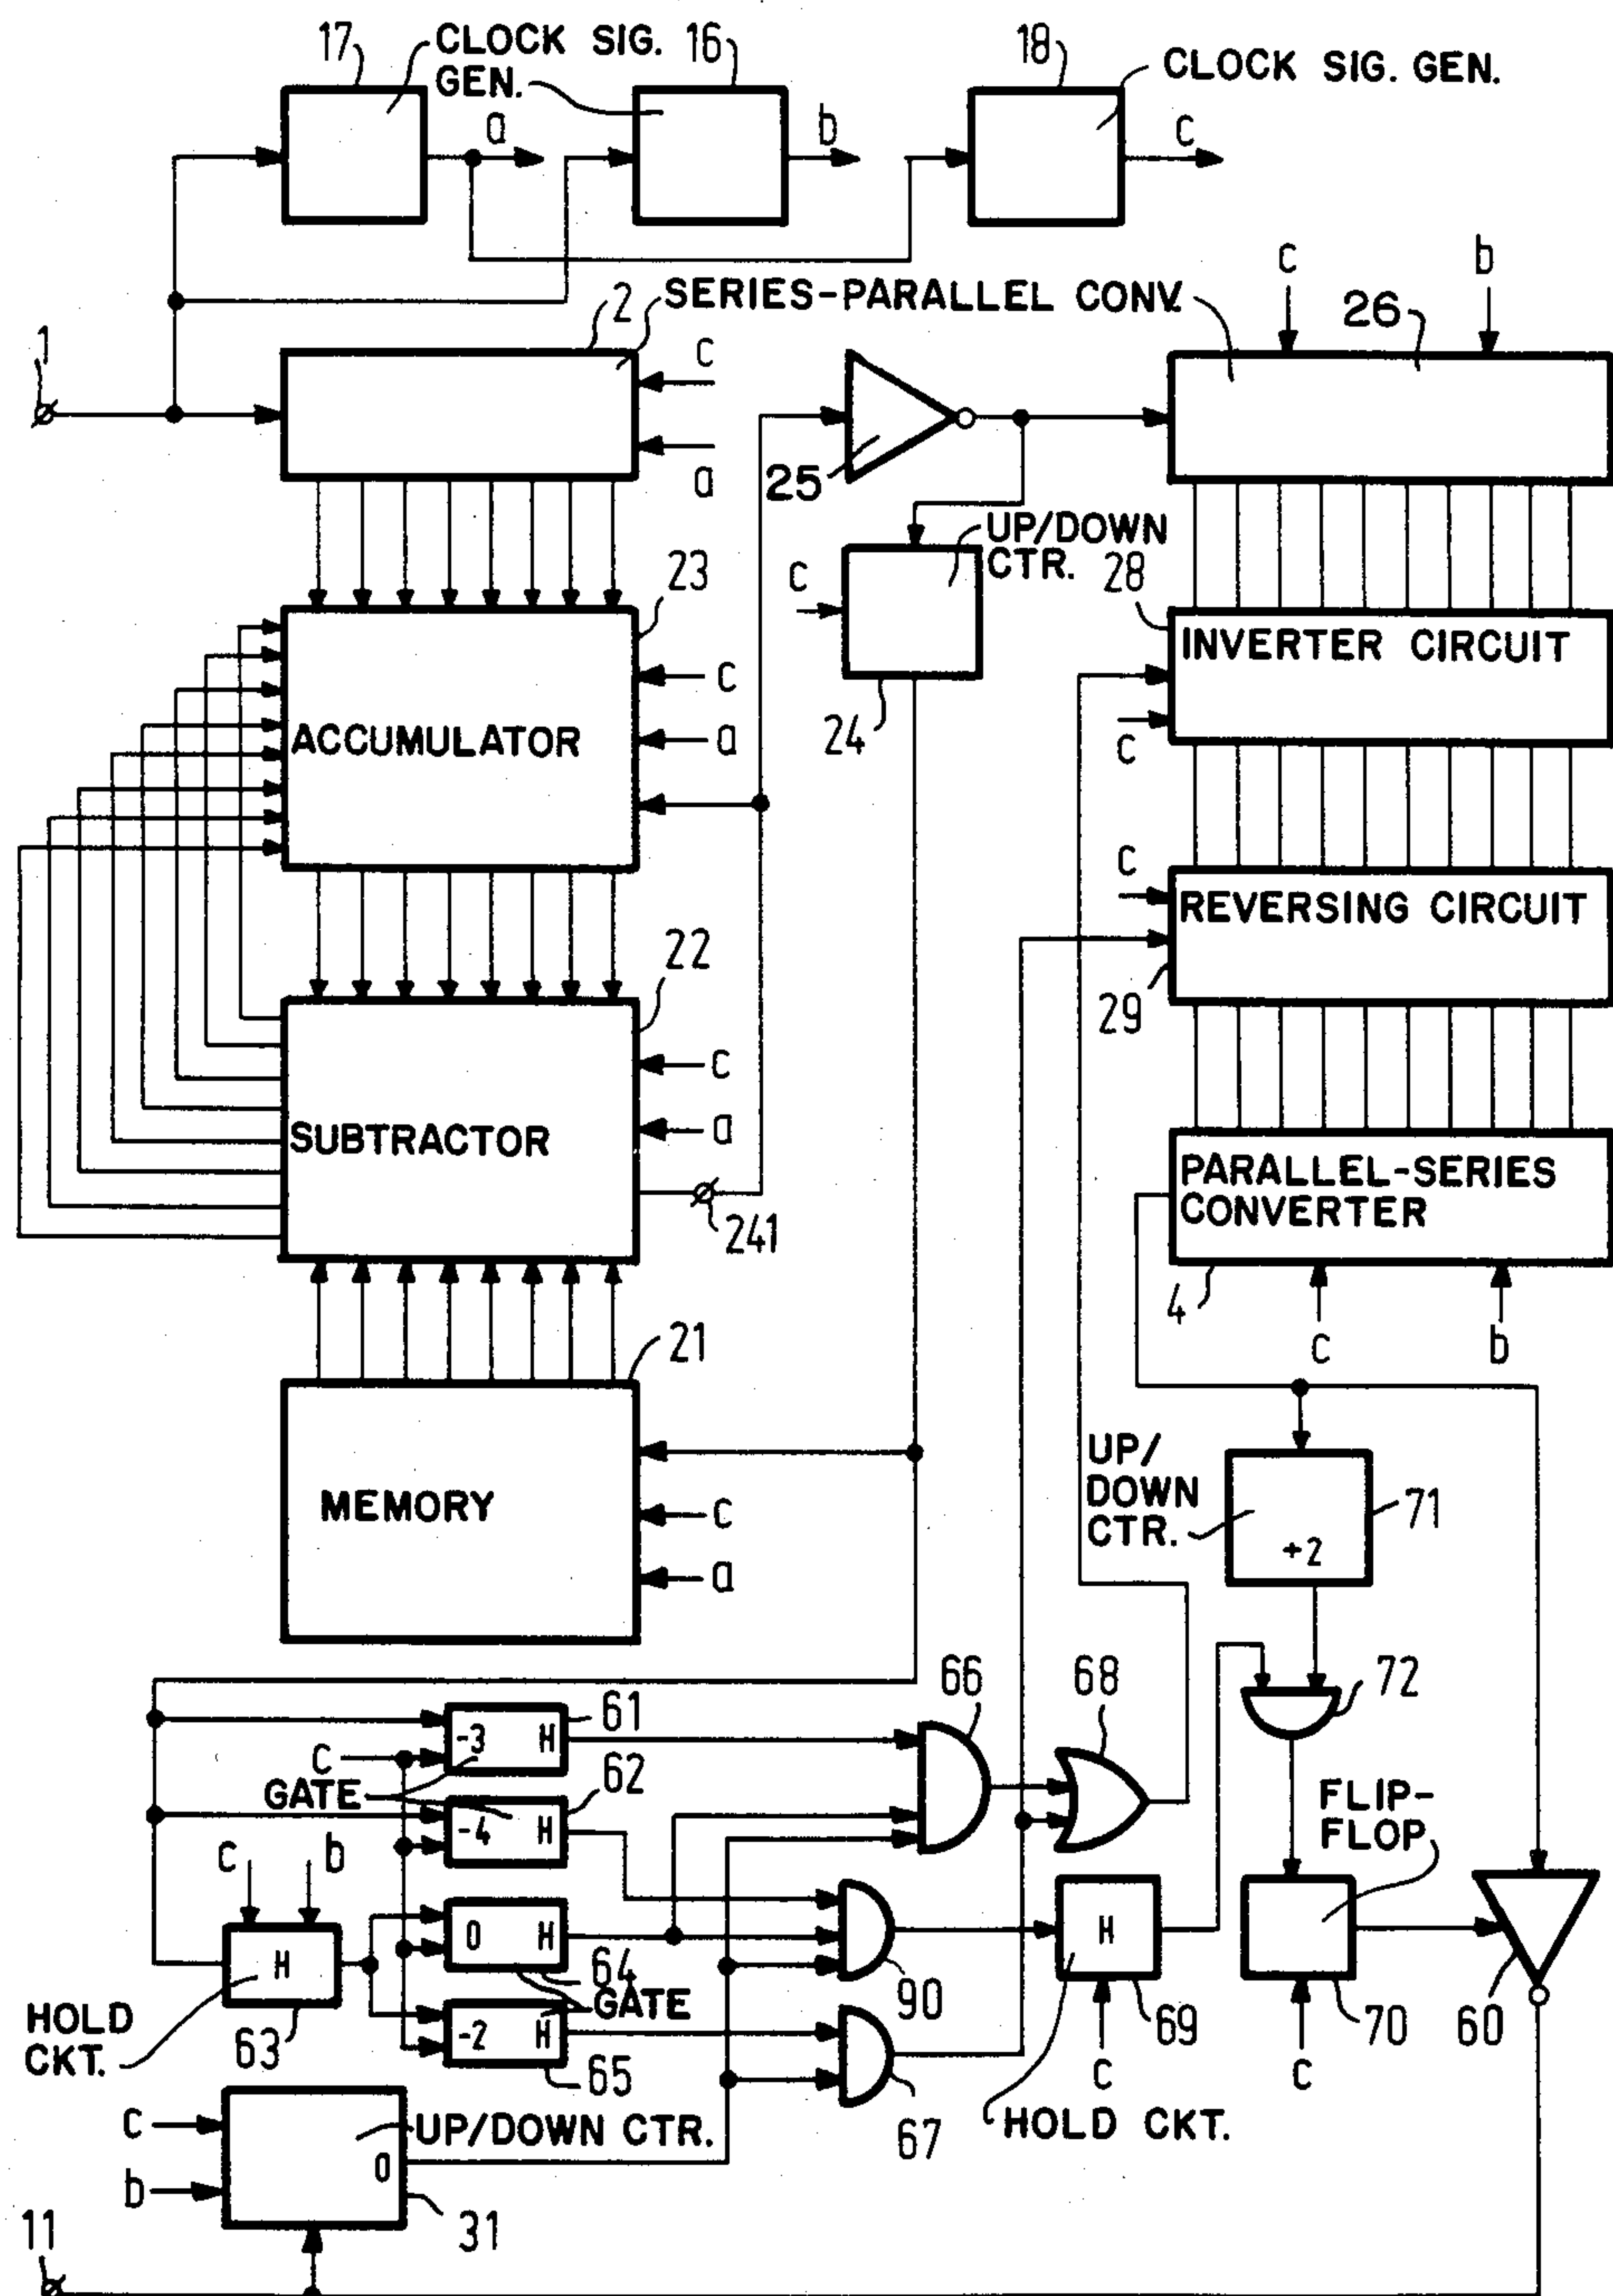 17
CLOCK SIG.
GEN.
16
18
CLOCK SIG. GEN.
a
b
c
1
2
SERIES-PARALLEL CONV.
c
b
26
c
a
25
UP/DOWN
CTR.
c
24
23
ACCUMULATOR
c
a
28
INVERTER CIRCUIT
c
c
REVERSING CIRCUIT
29
22
SUBTRACTOR
c
a
241
PARALLEL-SERIES
CONVERTER
4
c
b
21
MEMORY
c
a
UP/
DOWN
CTR.
71
+2
72
61
-3 H
c
GATE
62
-4 H
66
68
c
b
H
HOLD
CKT.
63
0 H
64
GATE
-2 H
65
90
67
H
69
c
HOLD CKT.
FLIP-
FLOP
70
c
60
c
b
UP/DOWN CTR.
0
31
11